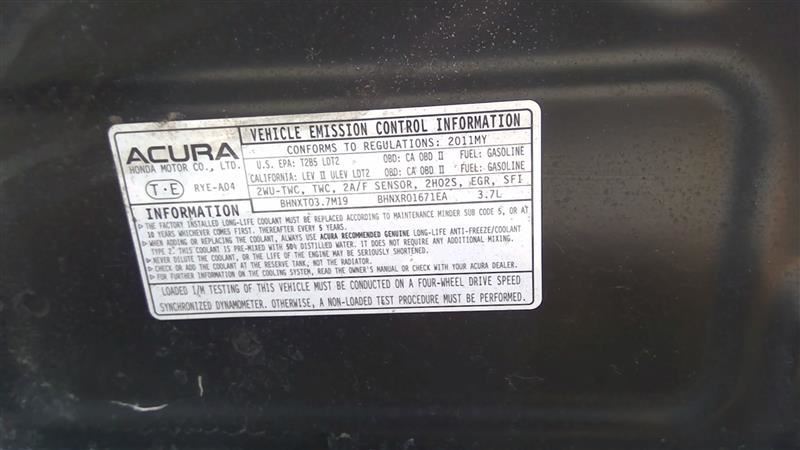 ACURA
HONDA MOTOR CO., LTD.
T·E RYE-A04
VEHICLE EMISSION CONTROL INFORMATION
CONFORMS TO REGULATIONS: 2011MY
U.S. EPA: T2B5 LDT2 OBD: CA OBD II FUEL: GASOLINE
CALIFORNIA: LEV II ULEV LDT2 OBD: CA OBD II FUEL: GASOLINE
2WU-TWC, TWC, 2A/F SENSOR, 2HO2S, EGR, SFI
BHNXT03.7M19 BHNXR01671EA 3.7L
INFORMATION
▷THE FACTORY INSTALLED LONG-LIFE COOLANT MUST BE REPLACED ACCORDING TO MAINTENANCE MINDER SUB CODE 5, OR AT
10 YEARS WHICHEVER COMES FIRST. THEREAFTER EVERY 5 YEARS.
▷WHEN ADDING OR REPLACING THE COOLANT, ALWAYS USE ACURA RECOMMENDED GENUINE LONG-LIFE ANTI-FREEZE/COOLANT
TYPE 2. THIS COOLANT IS PRE-MIXED WITH 50% DISTILLED WATER. IT DOES NOT REQUIRE ANY ADDITIONAL MIXING.
▷NEVER DILUTE THE COOLANT, OR THE LIFE OF THE ENGINE MAY BE SERIOUSLY SHORTENED.
▷CHECK OR ADD THE COOLANT AT THE RESERVE TANK, NOT THE RADIATOR.
▷FOR FURTHER INFORMATION ON THE COOLING SYSTEM, READ THE OWNER'S MANUAL OR CHECK WITH YOUR ACURA DEALER.
LOADED I/M TESTING OF THIS VEHICLE MUST BE CONDUCTED ON A FOUR-WHEEL DRIVE SPEED
SYNCHRONIZED DYNAMOMETER. OTHERWISE, A NON-LOADED TEST PROCEDURE MUST BE PERFORMED.